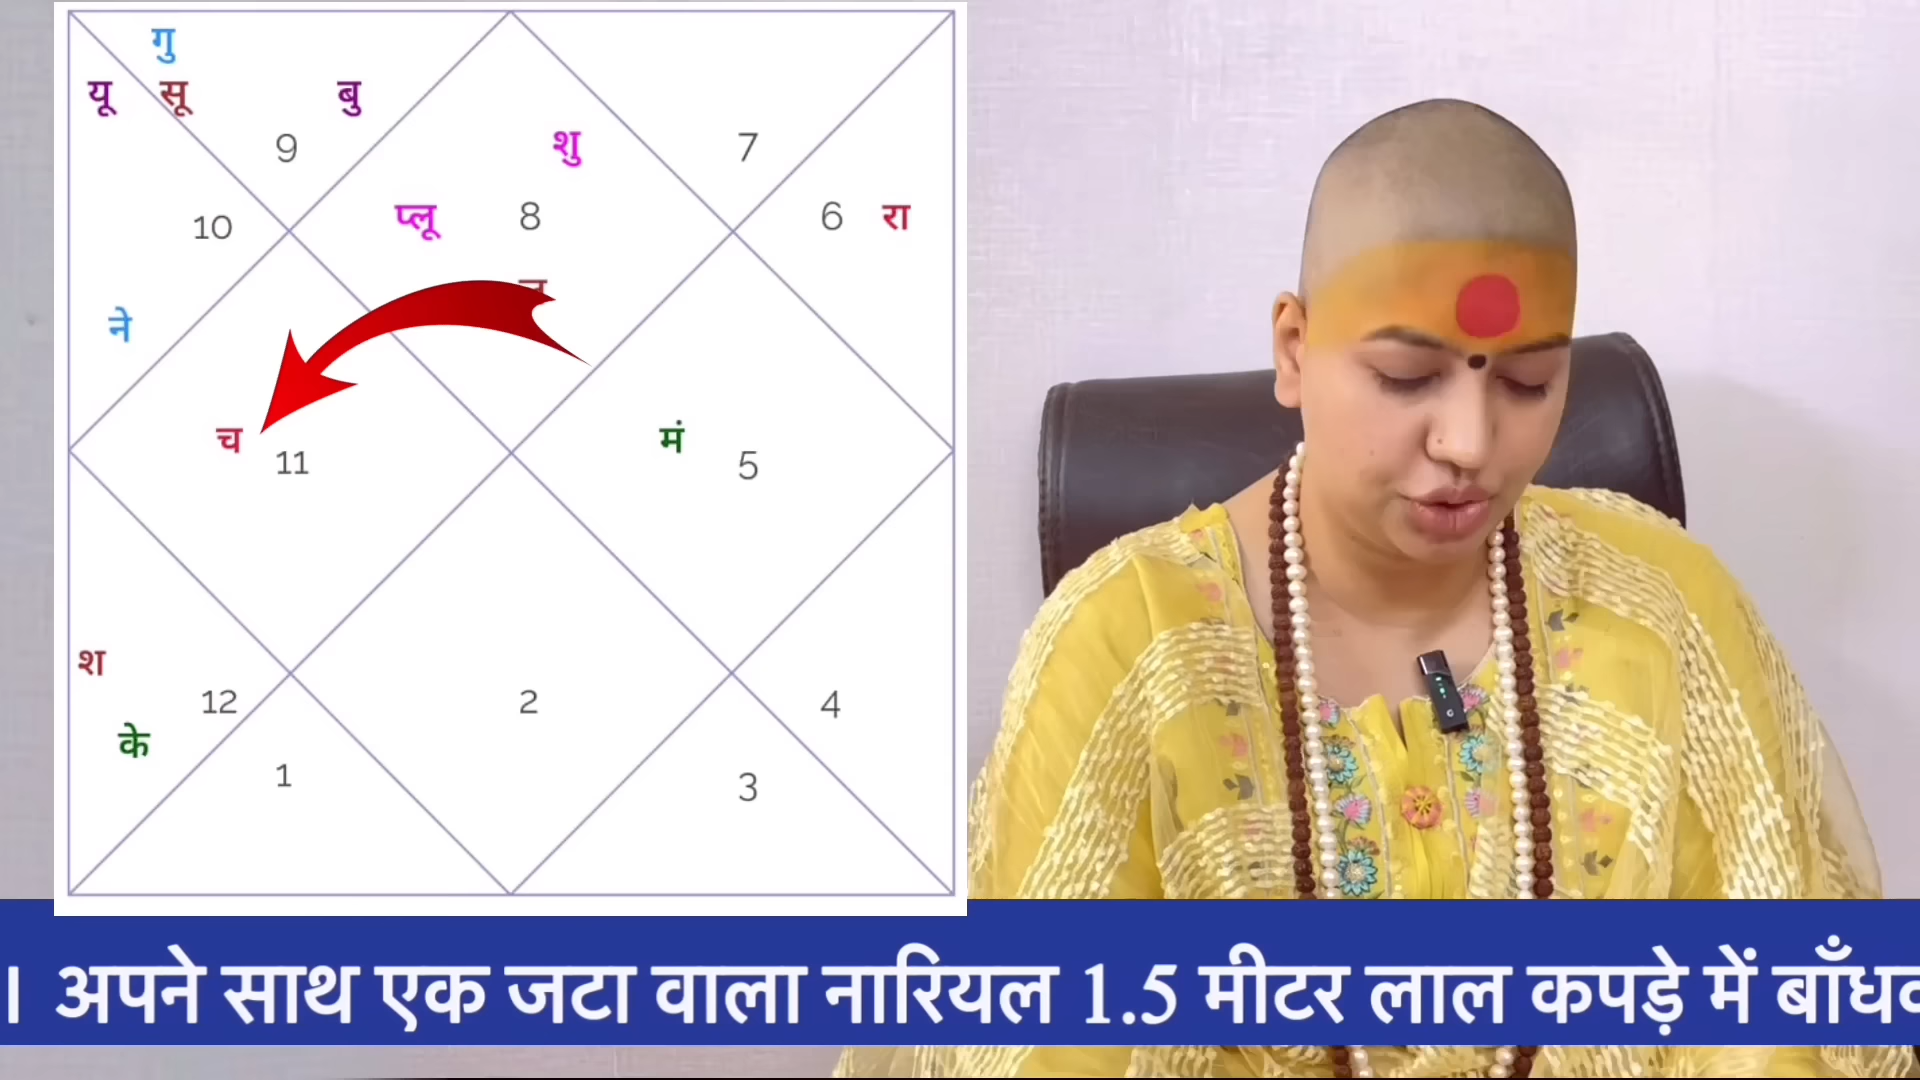 गु
यू सू बु
9
शु
7
10
प्लू 8
6 रा
ने
च 11
मं 5
श
12
2
4
के
1
3
। अपने साथ एक जटा वाला नारियल 1.5 मीटर लाल कपड़े में